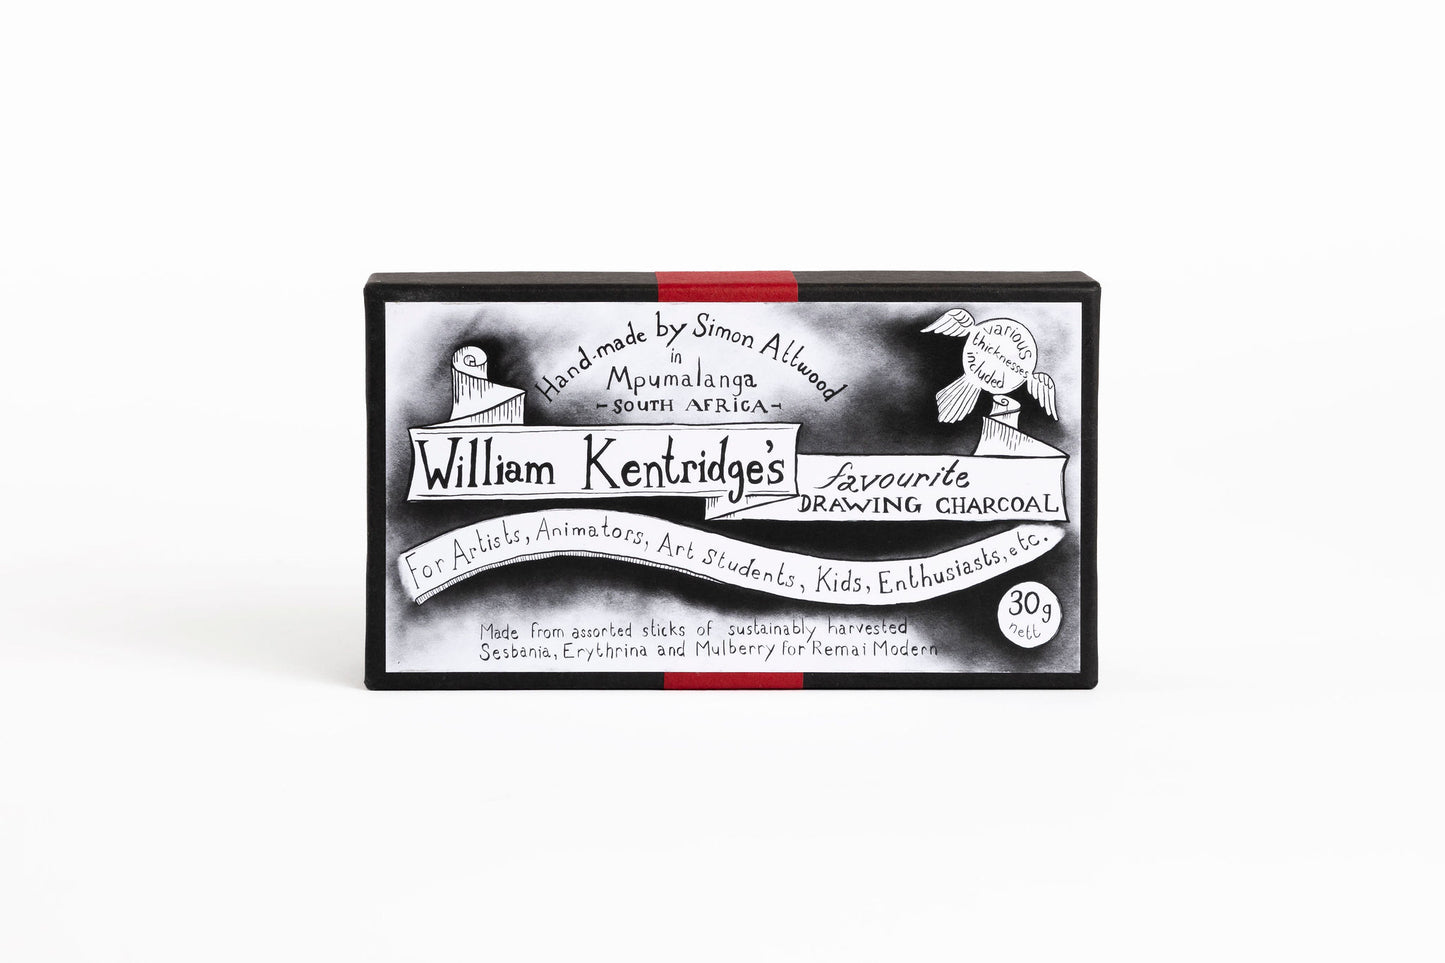 Hand-made by Simon Attwood
in
Mpumalanga
-SOUTH AFRICA-
various
thicknesses
included
William Kentridge's
favourite
DRAWING CHARCOAL
For Artists, Animators, Art Students, Kids, Enthusiasts, etc.
30g
nett
Made from assorted sticks of sustainably harvested
Sesbania, Erythrina and Mulberry for Remai Modern